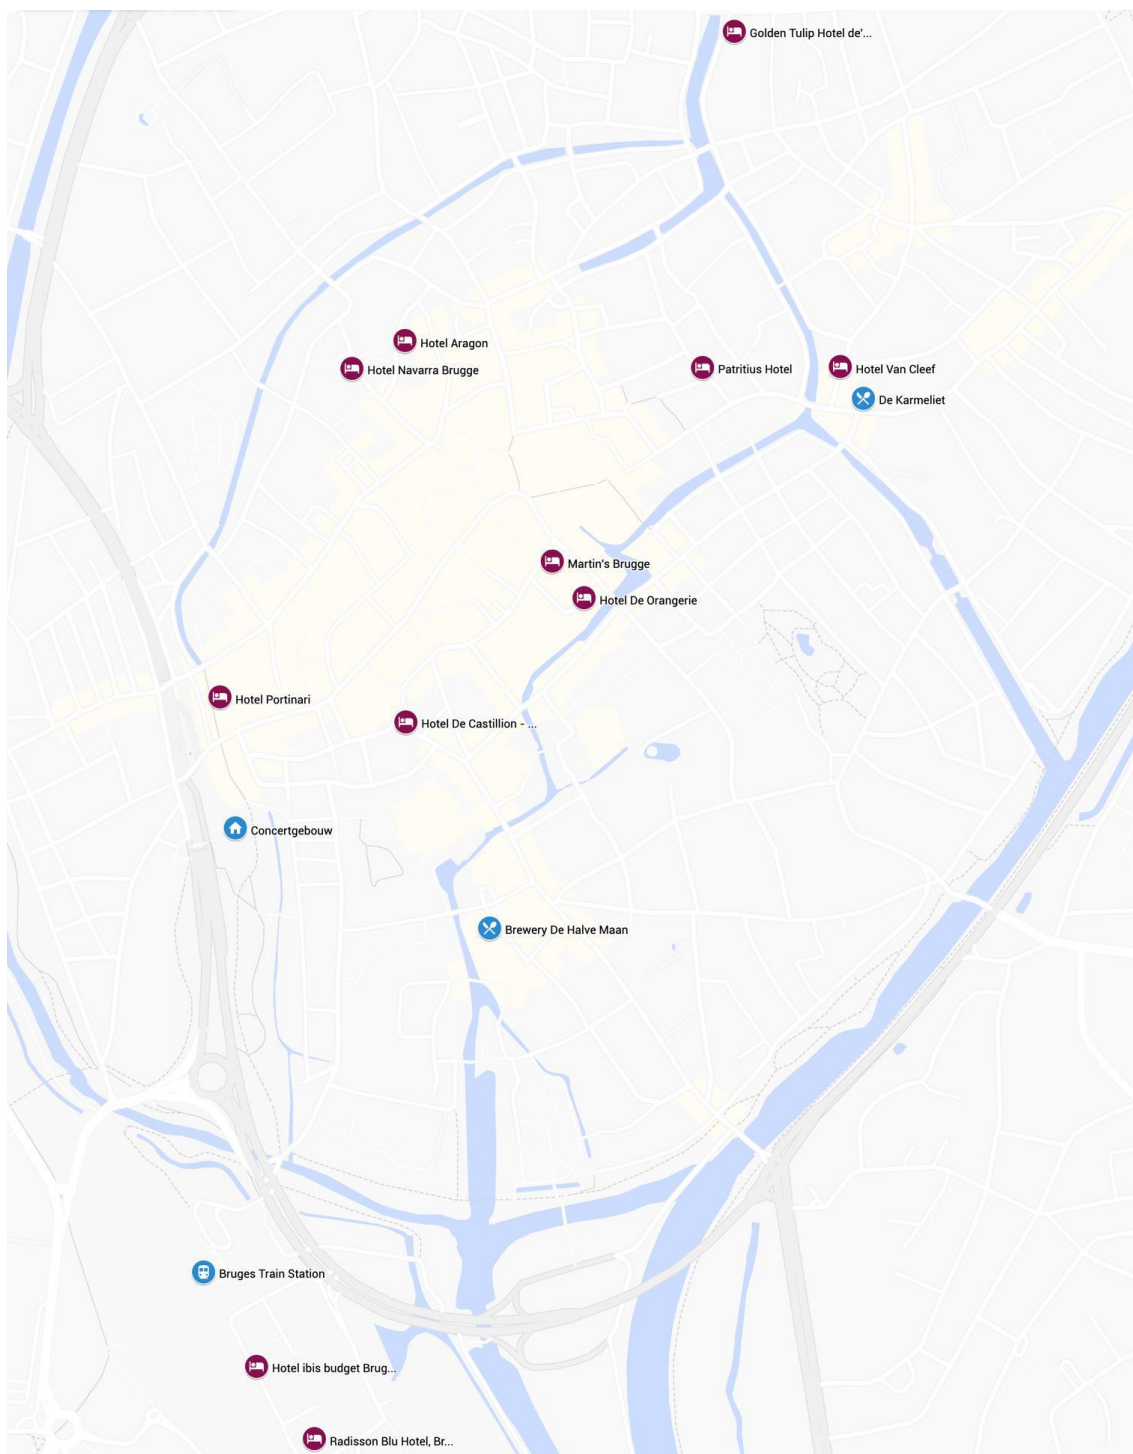 Golden Tulip Hotel de'...
Hotel Aragon
Hotel Navarra Brugge
Patritius Hotel
Hotel Van Cleef
De Karmeliet
Martin's Brugge
Hotel De Orangerie
Hotel Portinari
Hotel De Castillion - ...
Concertgebouw
Brewery De Halve Maan
Bruges Train Station
Hotel ibis budget Brug...
Radisson Blu Hotel, Br...